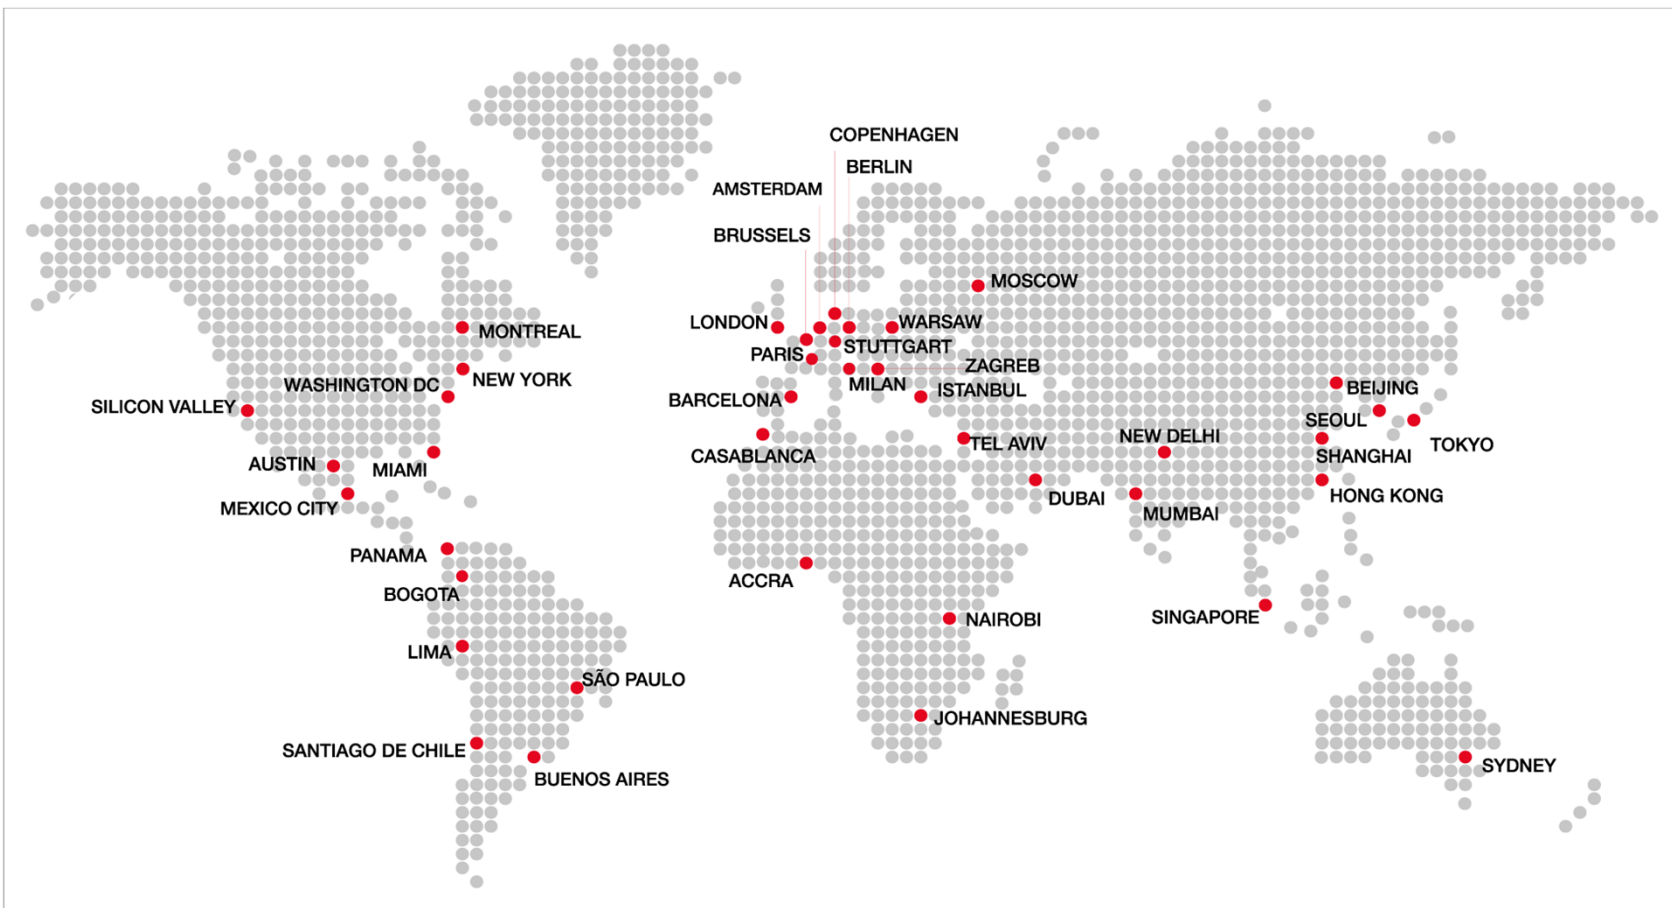 COPENHAGEN
BERLIN
AMSTERDAM
BRUSSELS
MOSCOW
LONDON
WARSAW
MONTREAL
STUTTGART
PARIS
ZAGREB
NEW YORK
WASHINGTON DC
MILAN
BEIJING
ISTANBUL
BARCELONA
SILICON VALLEY
SEOUL
NEW DELHI
TEL AVIV
TOKYO
CASABLANCA
SHANGHAI
AUSTIN
MIAMI
HONG KONG
DUBAI
MEXICO CITY
MUMBAI
PANAMA
ACCRA
BOGOTA
SINGAPORE
NAIROBI
LIMA
SÃO PAULO
JOHANNESBURG
SANTIAGO DE CHILE
SYDNEY
BUENOS AIRES